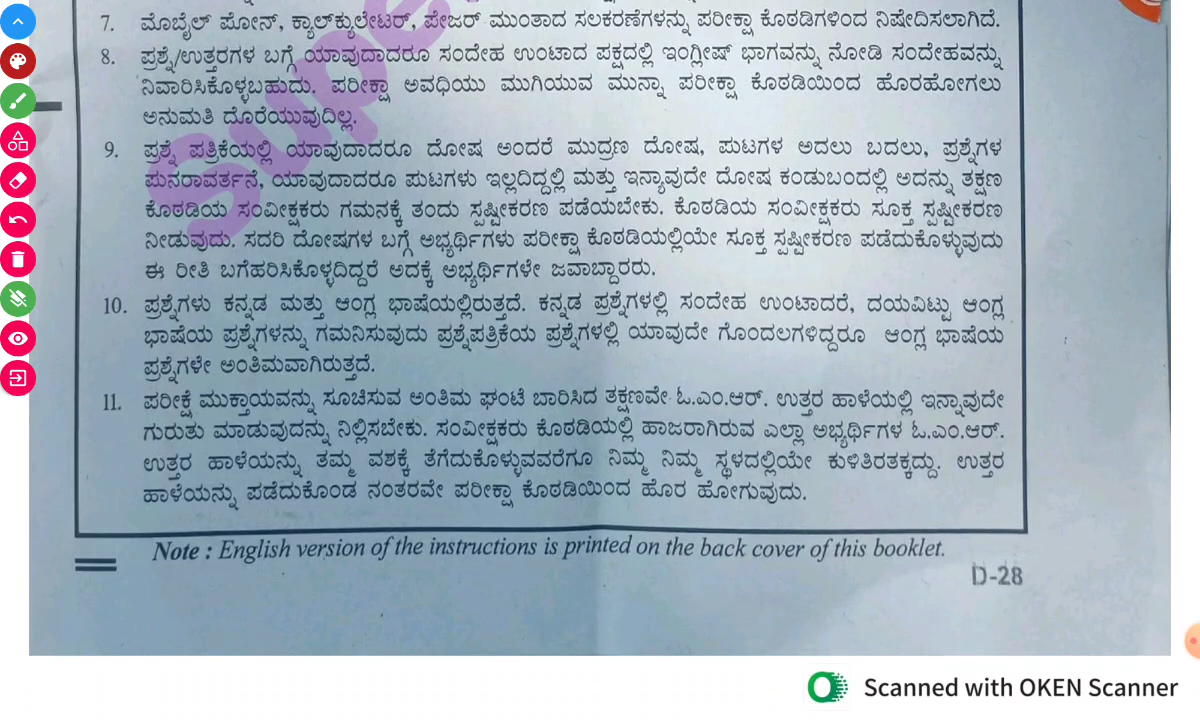 7. ಮೊಬೈಲ್ ಫೋನ್, ಕ್ಯಾಲ್‌ಕ್ಯುಲೇಟರ್, ಪೇಜರ್ ಮುಂತಾದ ಸಲಕರಣೆಗಳನ್ನು ಪರೀಕ್ಷಾ ಕೊಠಡಿಗಳಿಂದ ನಿಷೇದಿಸಲಾಗಿದೆ.
8. ಪ್ರಶ್ನೆ/ಉತ್ತರಗಳ ಬಗ್ಗೆ ಯಾವುದಾದರೂ ಸಂದೇಹ ಉಂಟಾದ ಪಕ್ಷದಲ್ಲಿ ಇಂಗ್ಲೀಷ್ ಭಾಗವನ್ನು ನೋಡಿ ಸಂದೇಹವನ್ನು
ನಿವಾರಿಸಿಕೊಳ್ಳಬಹುದು. ಪರೀಕ್ಷಾ ಅವಧಿಯು ಮುಗಿಯುವ ಮುನ್ನಾ ಪರೀಕ್ಷಾ ಕೊಠಡಿಯಿಂದ ಹೊರಹೋಗಲು
ಅನುಮತಿ ದೊರೆಯುವುದಿಲ್ಲ.
9. ಪ್ರಶ್ನೆ ಪತ್ರಿಕೆಯಲ್ಲಿ ಯಾವುದಾದರೂ ದೋಷ ಅಂದರೆ ಮುದ್ರಣ ದೋಷ, ಪುಟಗಳ ಅದಲು ಬದಲು, ಪ್ರಶ್ನೆಗಳ
ಪುನರಾವರ್ತನೆ, ಯಾವುದಾದರೂ ಪುಟಗಳು ಇಲ್ಲದಿದ್ದಲ್ಲಿ ಮತ್ತು ಇನ್ಯಾವುದೇ ದೋಷ ಕಂಡುಬಂದಲ್ಲಿ ಅದನ್ನು ತಕ್ಷಣ
ಕೊಠಡಿಯ ಸಂವೀಕ್ಷಕರು ಗಮನಕ್ಕೆ ತಂದು ಸ್ಪಷ್ಟೀಕರಣ ಪಡೆಯಬೇಕು. ಕೊಠಡಿಯ ಸಂವೀಕ್ಷಕರು ಸೂಕ್ತ ಸ್ಪಷ್ಟೀಕರಣ
ನೀಡುವುದು. ಸದರಿ ದೋಷಗಳ ಬಗ್ಗೆ ಅಭ್ಯರ್ಥಿಗಳು ಪರೀಕ್ಷಾ ಕೊಠಡಿಯಲ್ಲಿಯೇ ಸೂಕ್ತ ಸ್ಪಷ್ಟೀಕರಣ ಪಡೆದುಕೊಳ್ಳುವುದು
ಈ ರೀತಿ ಬಗೆಹರಿಸಿಕೊಳ್ಳದಿದ್ದರೆ ಅದಕ್ಕೆ ಅಭ್ಯರ್ಥಿಗಳೇ ಜವಾಬ್ದಾರರು.
10. ಪ್ರಶ್ನೆಗಳು ಕನ್ನಡ ಮತ್ತು ಆಂಗ್ಲ ಭಾಷೆಯಲ್ಲಿರುತ್ತದೆ. ಕನ್ನಡ ಪ್ರಶ್ನೆಗಳಲ್ಲಿ ಸಂದೇಹ ಉಂಟಾದರೆ, ದಯವಿಟ್ಟು ಆಂಗ್ಲ
ಭಾಷೆಯ ಪ್ರಶ್ನೆಗಳನ್ನು ಗಮನಿಸುವುದು ಪ್ರಶ್ನೆಪತ್ರಿಕೆಯ ಪ್ರಶ್ನೆಗಳಲ್ಲಿ ಯಾವುದೇ ಗೊಂದಲಗಳಿದ್ದರೂ ಆಂಗ್ಲ ಭಾಷೆಯ
ಪ್ರಶ್ನೆಗಳೇ ಅಂತಿಮವಾಗಿರುತ್ತದೆ.
11. ಪರೀಕ್ಷೆ ಮುಕ್ತಾಯವನ್ನು ಸೂಚಿಸುವ ಅಂತಿಮ ಘಂಟೆ ಬಾರಿಸಿದ ತಕ್ಷಣವೇ ಓ.ಎಂ.ಆರ್. ಉತ್ತರ ಹಾಳೆಯಲ್ಲಿ ಇನ್ನಾವುದೇ
ಗುರುತು ಮಾಡುವುದನ್ನು ನಿಲ್ಲಿಸಬೇಕು. ಸಂವೀಕ್ಷಕರು ಕೊಠಡಿಯಲ್ಲಿ ಹಾಜರಾಗಿರುವ ಎಲ್ಲಾ ಅಭ್ಯರ್ಥಿಗಳ ಓ.ಎಂ.ಆರ್.
ಉತ್ತರ ಹಾಳೆಯನ್ನು ತಮ್ಮ ವಶಕ್ಕೆ ತೆಗೆದುಕೊಳ್ಳುವವರೆಗೂ ನಿಮ್ಮ ನಿಮ್ಮ ಸ್ಥಳದಲ್ಲಿಯೇ ಕುಳಿತಿರತಕ್ಕದ್ದು. ಉತ್ತರ
ಹಾಳೆಯನ್ನು ಪಡೆದುಕೊಂಡ ನಂತರವೇ ಪರೀಕ್ಷಾ ಕೊಠಡಿಯಿಂದ ಹೊರ ಹೋಗುವುದು.
Note : English version of the instructions is printed on the back cover of this booklet.
D-28
Scanned with OKEN Scanner